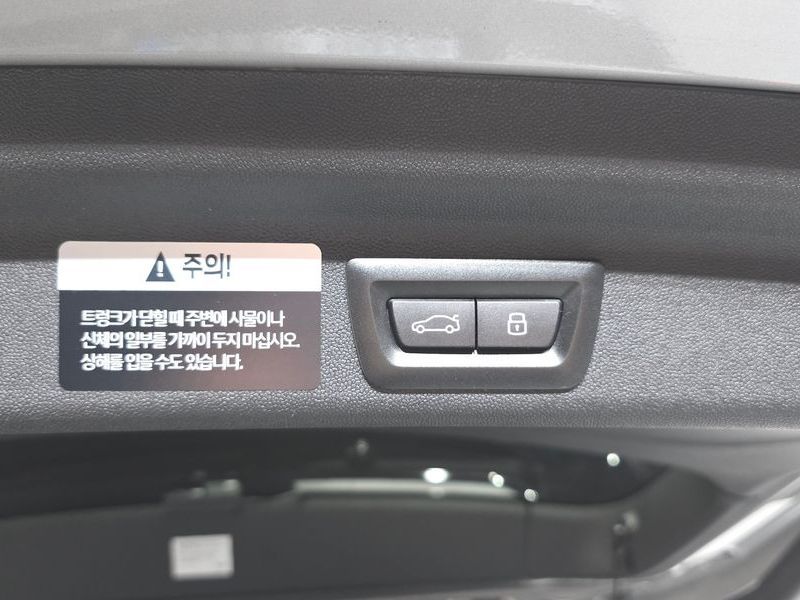 주의!
트렁크가 닫힐 때 주변에 사물이나
신체의 일부를 가까이 두지 마십시오.
상해를 입을 수도 있습니다.